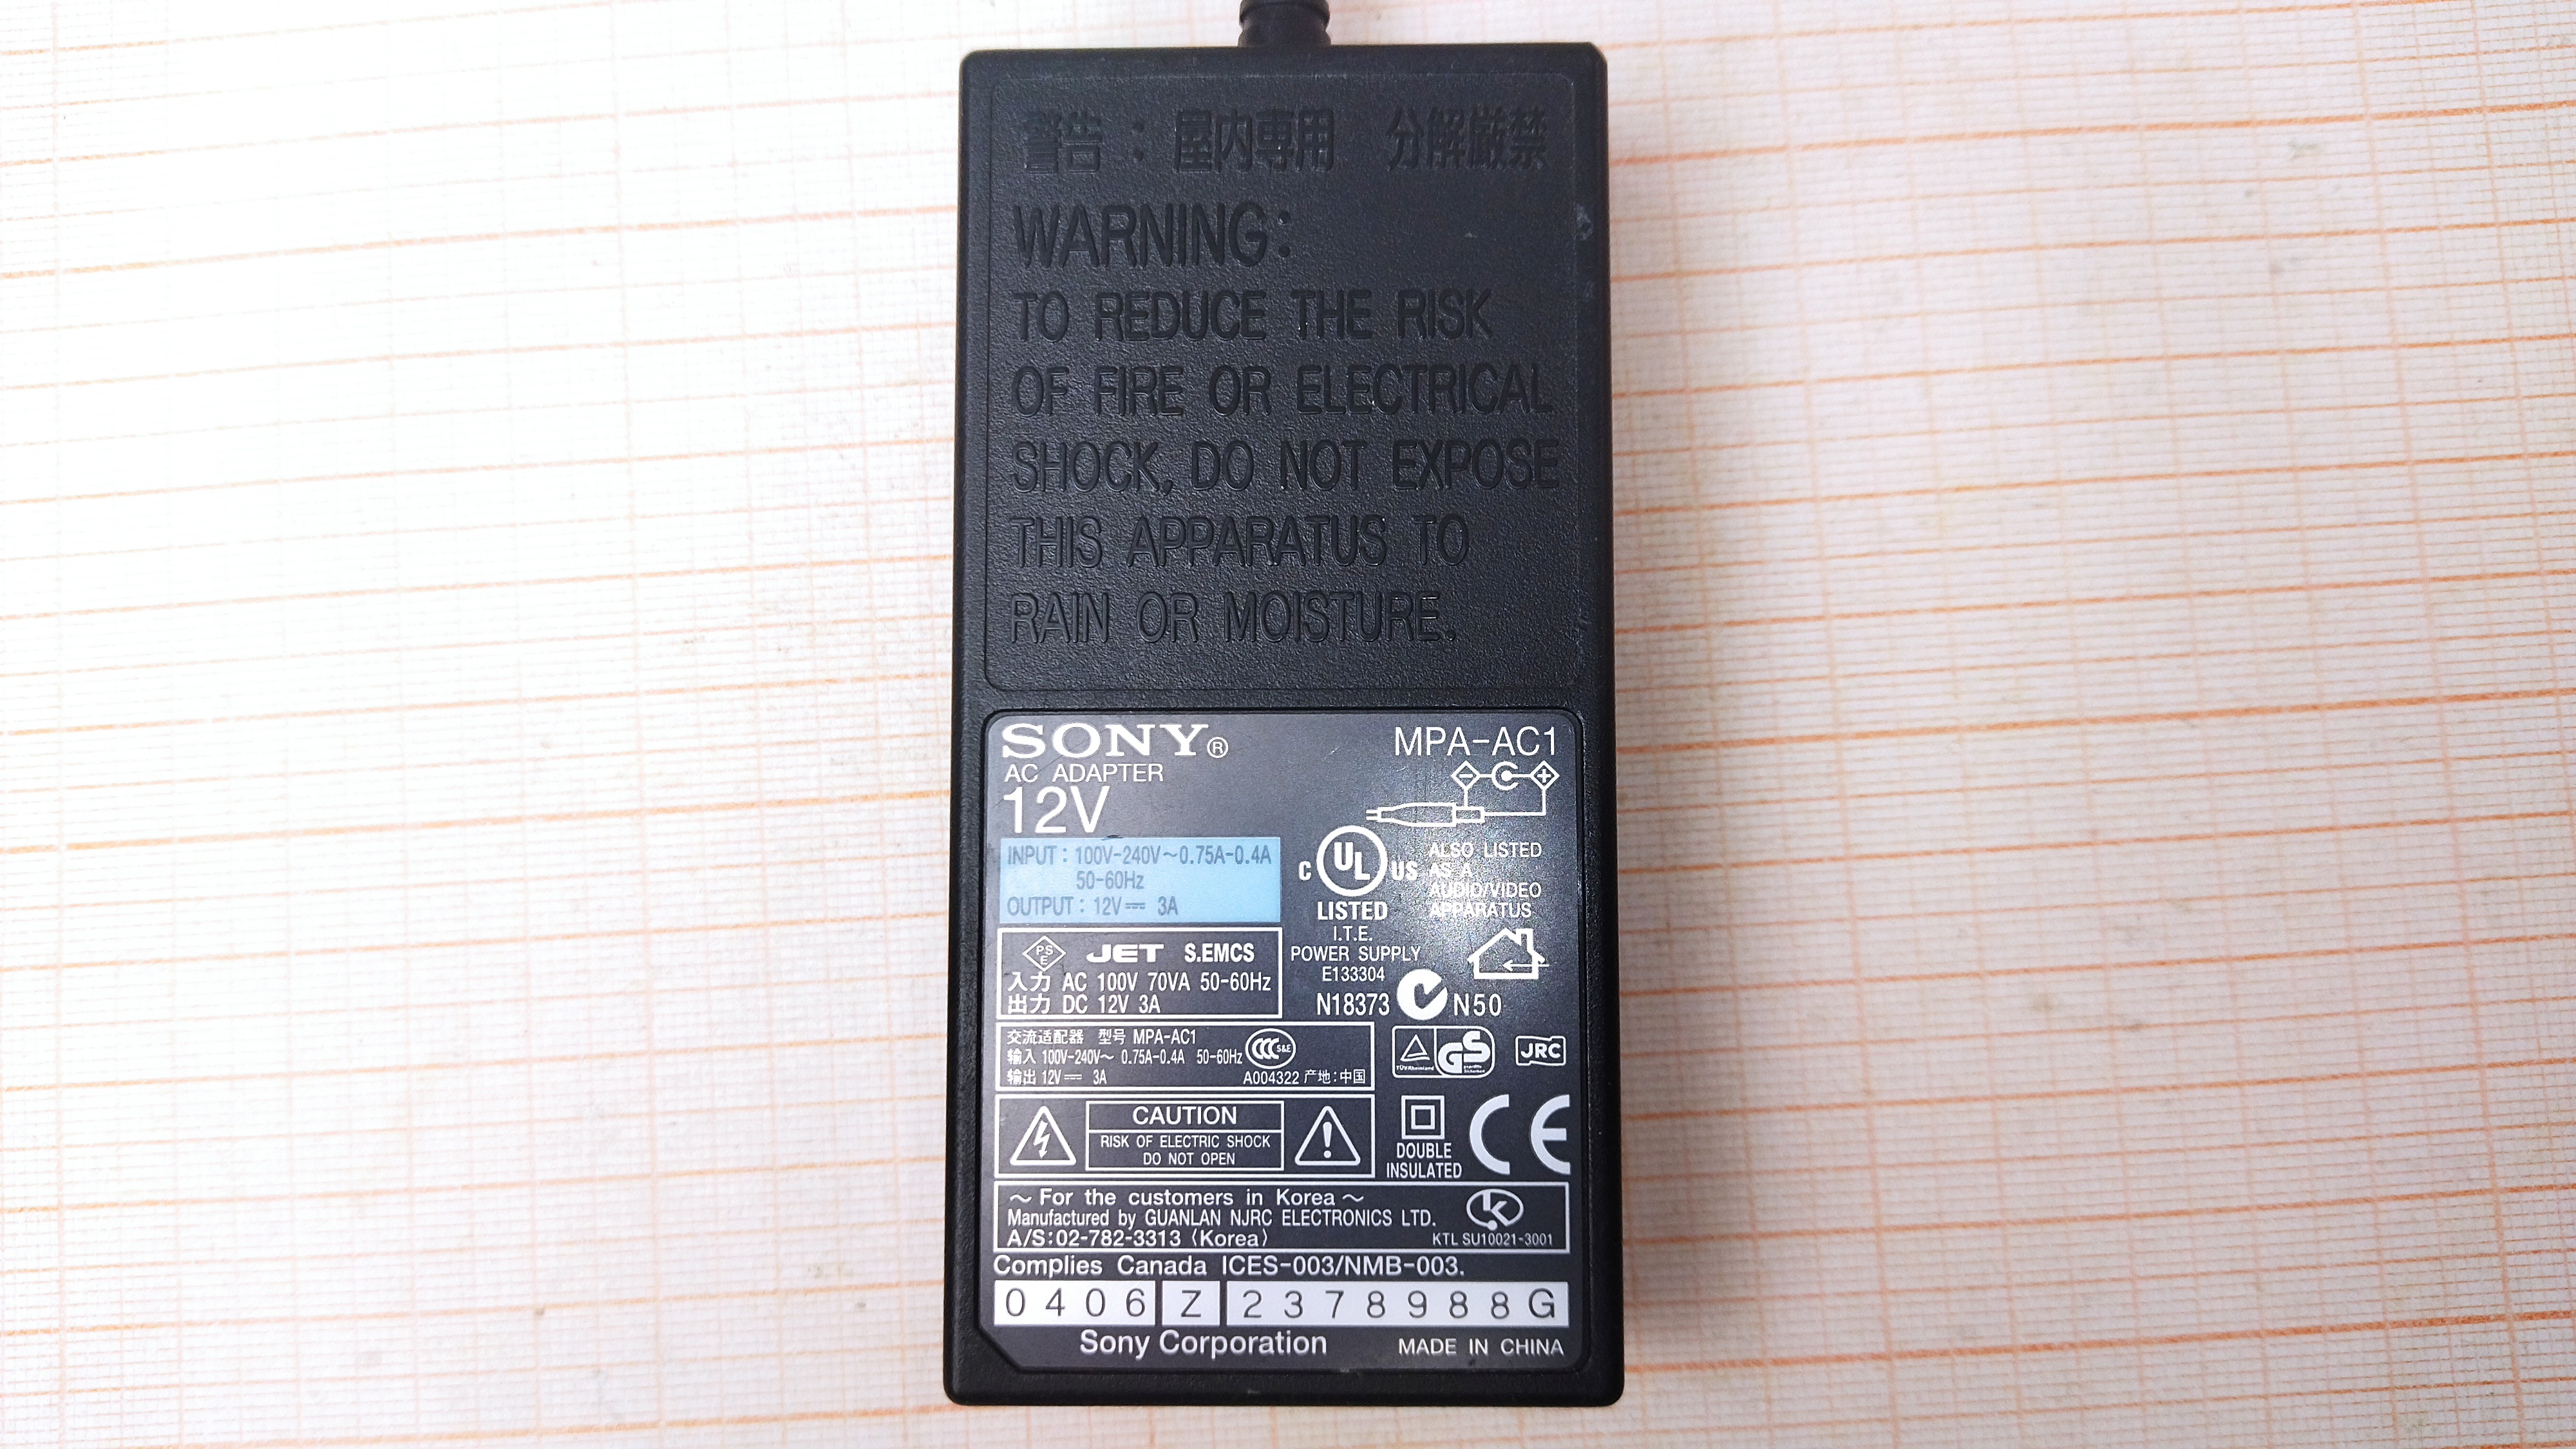 警告：屋内専用 分解厳禁
WARNING:
TO REDUCE THE RISK
OF FIRE OR ELECTRICAL
SHOCK, DO NOT EXPOSE
THIS APPARATUS TO
RAIN OR MOISTURE.
SONY® MPA-AC1
AC ADAPTER
12V
INPUT : 100V-240V~0.75A-0.4A
50-60Hz
OUTPUT : 12V⎓ 3A
C UL US
LISTED
ALSO LISTED
AS A
AUDIO/VIDEO
APPARATUS
I.T.E.
POWER SUPPLY
E133304
N18373 N50
PSE JET S.EMCS
入力 AC 100V 70VA 50-60Hz
出力 DC 12V 3A
交流适配器 型号 MPA-AC1
输入 100V-240V~ 0.75A-0.4A 50-60Hz
输出 12V⎓ 3A
CCC S&E
A004322 产地:中国
TÜVRheinland GS
JRC
CAUTION
RISK OF ELECTRIC SHOCK
DO NOT OPEN
DOUBLE
INSULATED
CE
~ For the customers in Korea ~
Manufactured by GUANLAN NJRC ELECTRONICS LTD.
A/S:02-782-3313 (Korea)
KTL SU10021-3001
Complies Canada ICES-003/NMB-003.
0406 Z 2378988G
Sony Corporation MADE IN CHINA